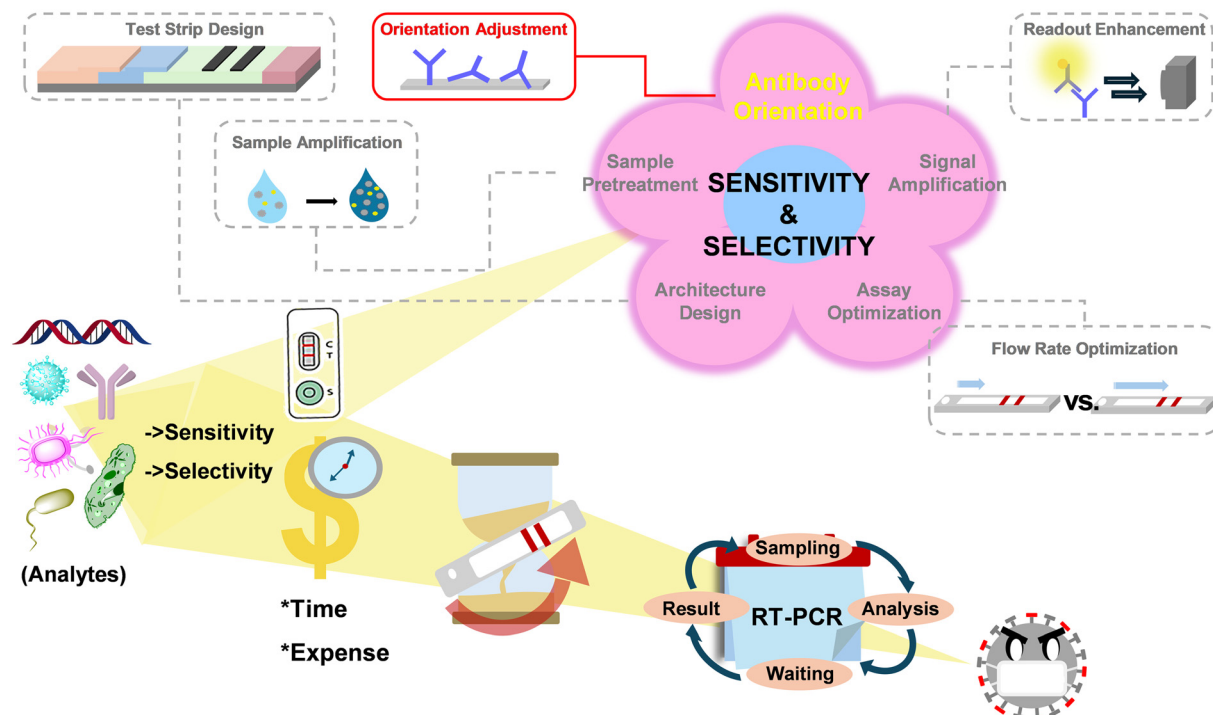 Test Strip Design
Orientation Adjustment
Readout Enhancement
Antibody
Orientation
Sample Amplification
Sample
Pretreatment
Signal
Amplification
SENSITIVITY
&
SELECTIVITY
Architecture
Design
Assay
Optimization
Flow Rate Optimization
VS.
C
T
S
->Sensitivity
->Selectivity
$
(Analytes)
*Time
*Expense
Sampling
Result
RT-PCR
Analysis
Waiting